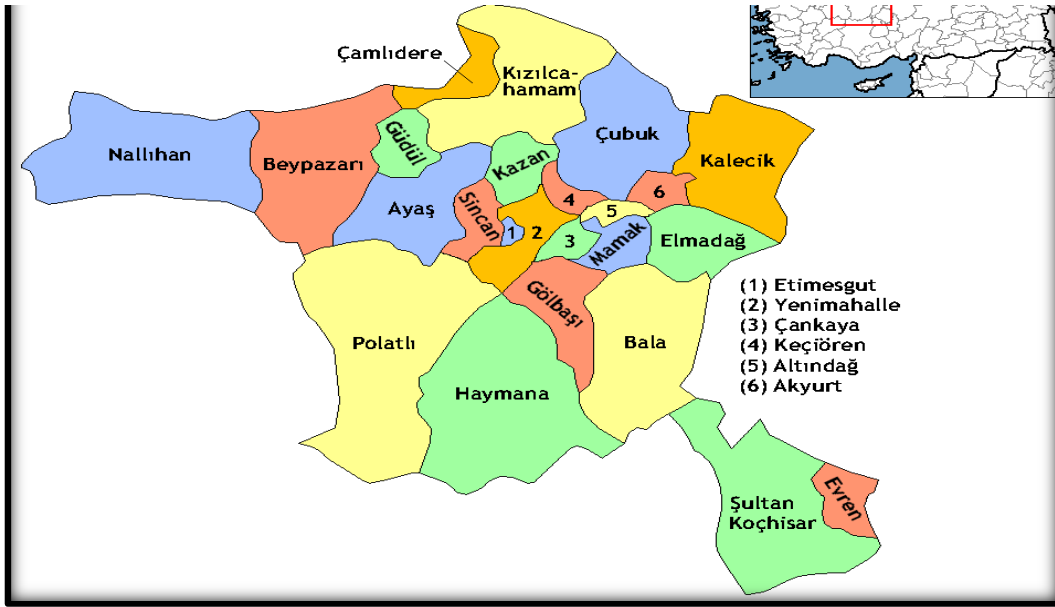 Çamlıdere
Kızılca-
hamam
Çubuk
Kalecik
Nallıhan
Beypazarı
Güdül
Kazan
Ayaş
Sincan
1
2
3
4
5
6
Mamak
Elmadağ
Gölbaşı
Polatlı
Bala
Haymana
(1) Etimesgut
(2) Yenimahalle
(3) Çankaya
(4) Keçiören
(5) Altındağ
(6) Akyurt
Şultan
Koçhisar
Evren